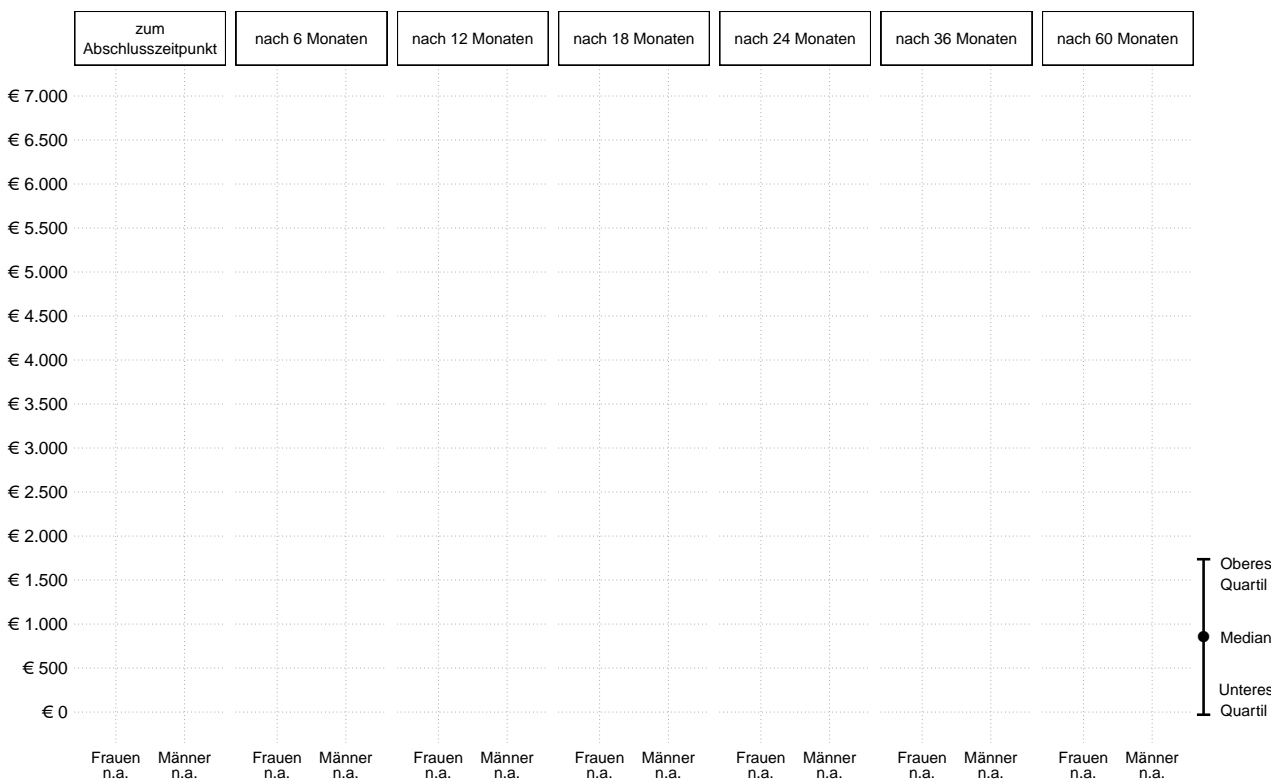 zum
Abschlusszeitpunkt
nach 6 Monaten
nach 12 Monaten
nach 18 Monaten
nach 24 Monaten
nach 36 Monaten
nach 60 Monaten
€ 7.000
€ 6.500
€ 6.000
€ 5.500
€ 5.000
€ 4.500
€ 4.000
€ 3.500
€ 3.000
€ 2.500
€ 2.000
€ 1.500
€ 1.000
€ 500
€ 0
Oberes
Quartil
Median
Unteres
Quartil
Frauen Männer Frauen Männer Frauen Männer Frauen Männer Frauen Männer Frauen Männer Frauen Männer
n.a. n.a. n.a. n.a. n.a. n.a. n.a. n.a. n.a. n.a. n.a. n.a. n.a. n.a.